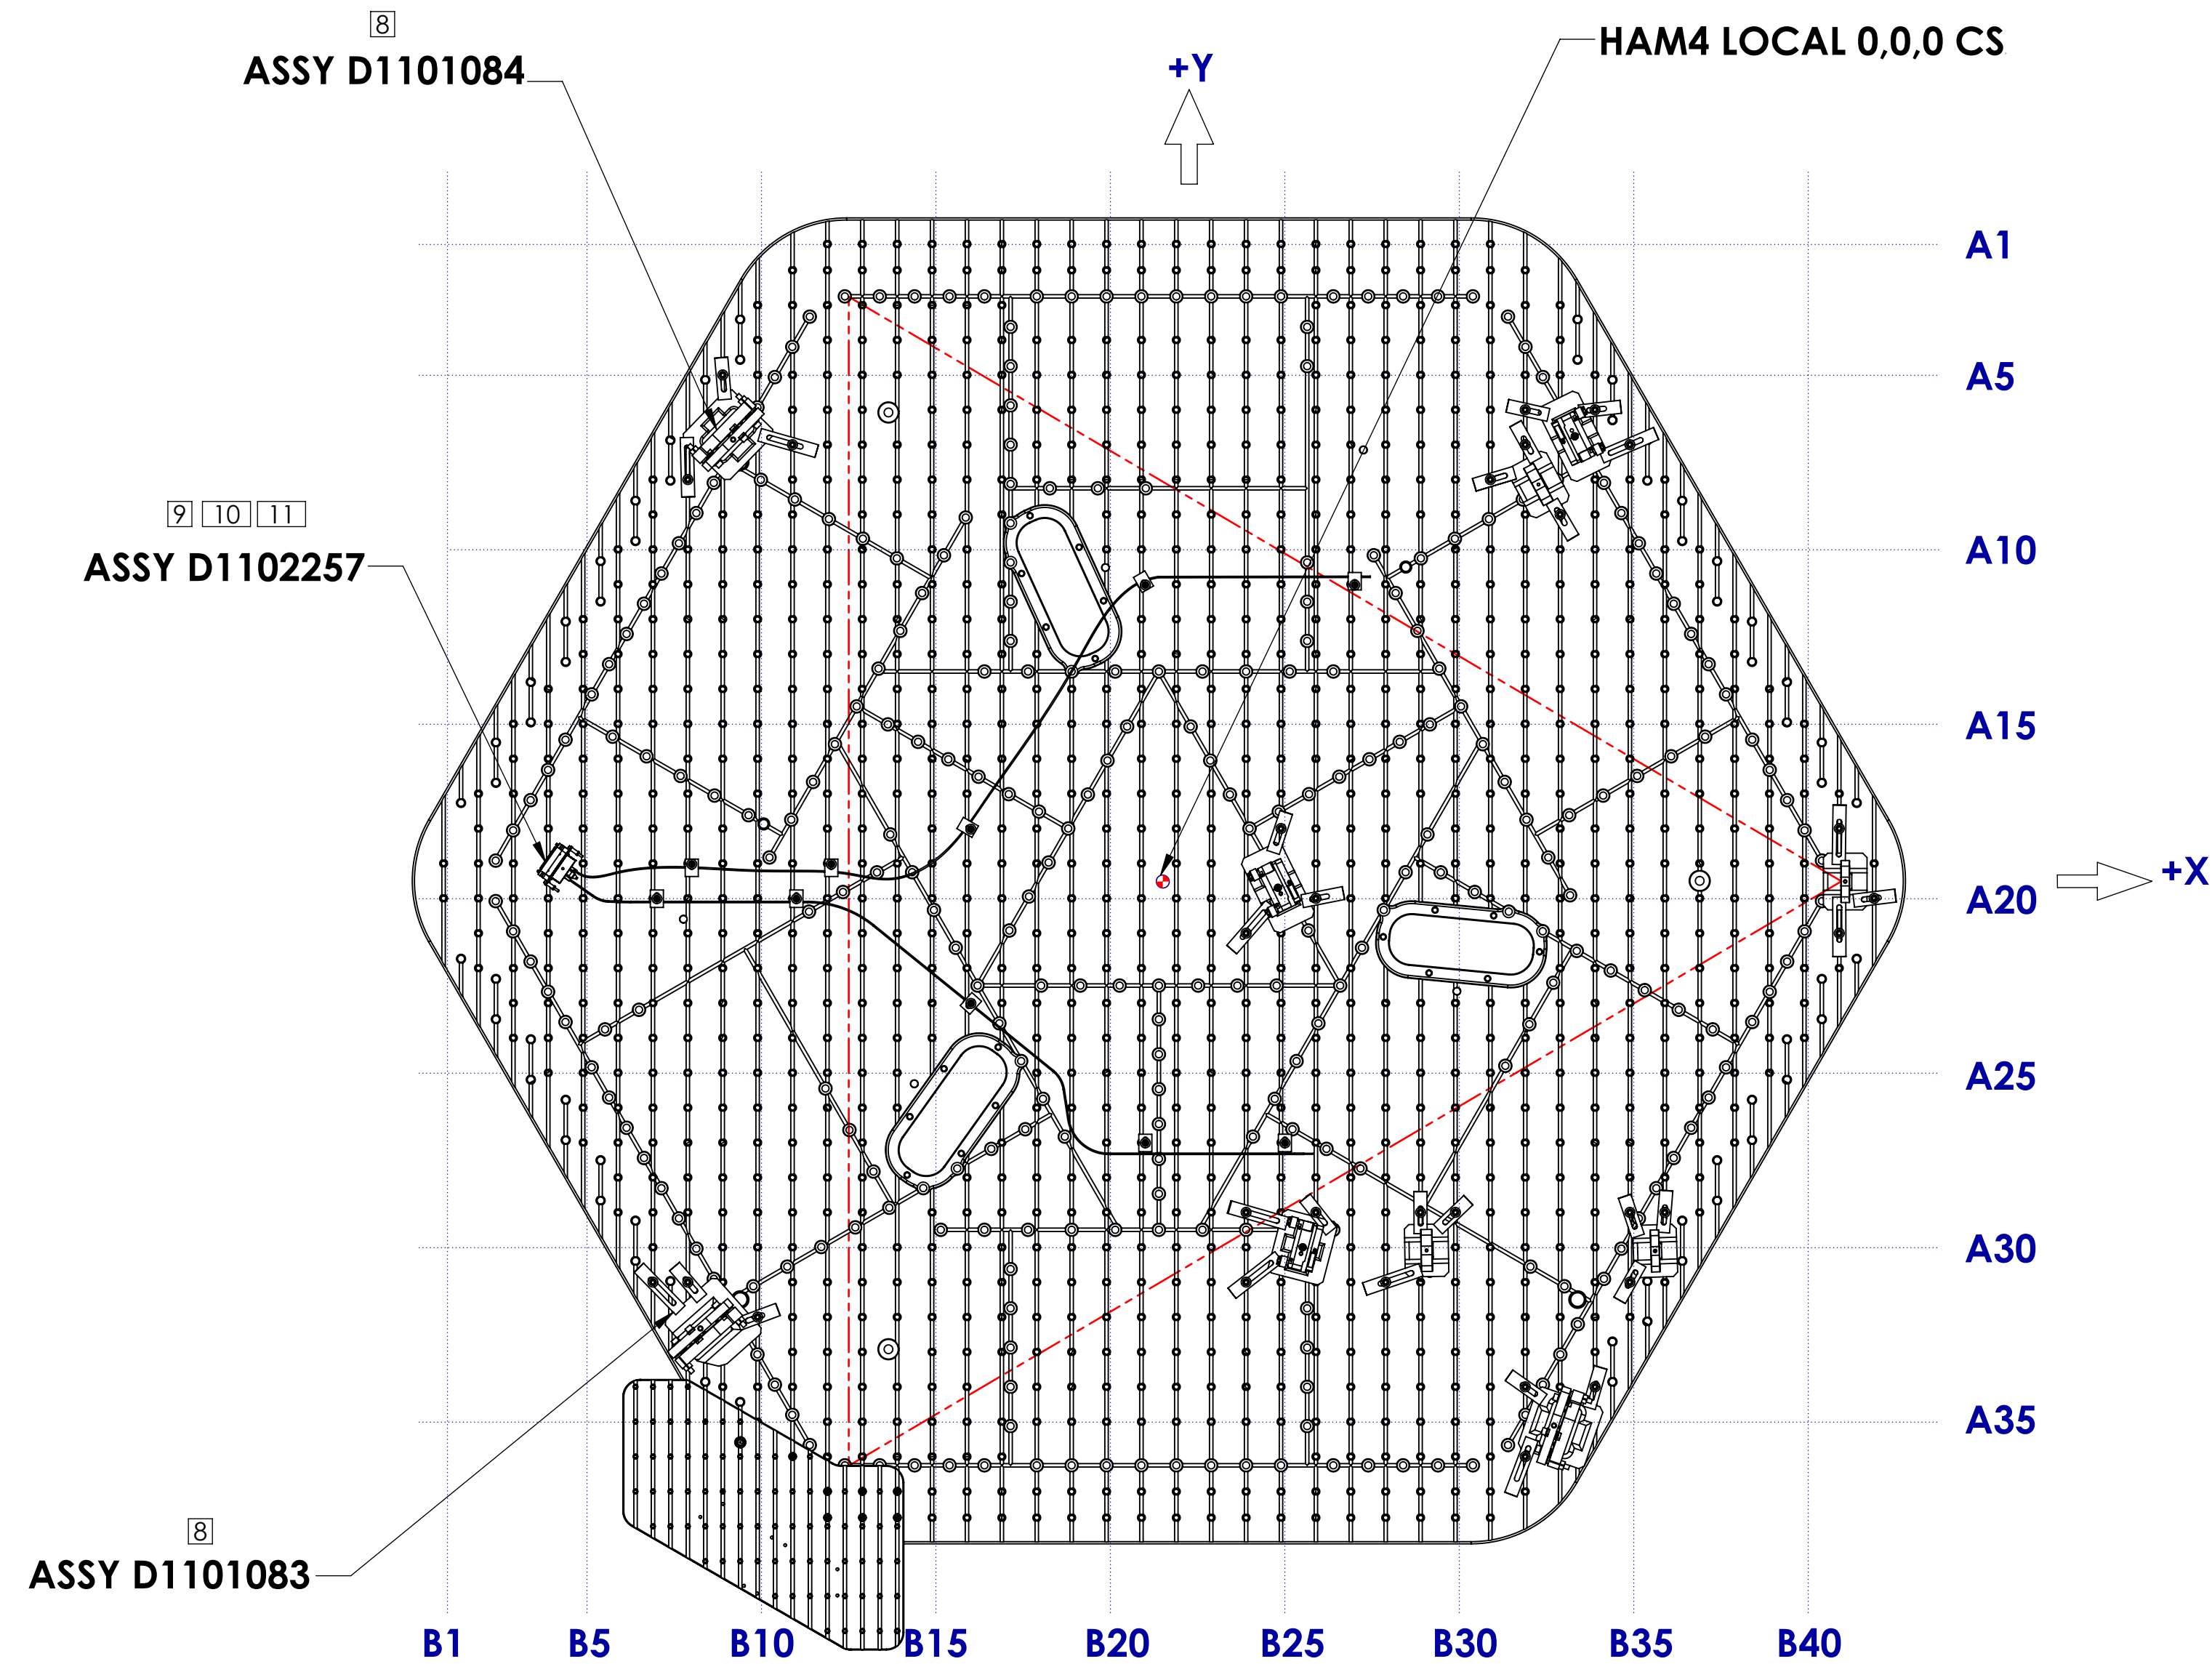 8
ASSY D1101084
HAM4 LOCAL 0,0,0 CS
+Y
A1
A5
9 10 11
ASSY D1102257
A10
A15
+X
A20
A25
A30
A35
8
ASSY D1101083
B1 B5 B10 B15 B20 B25 B30 B35 B40